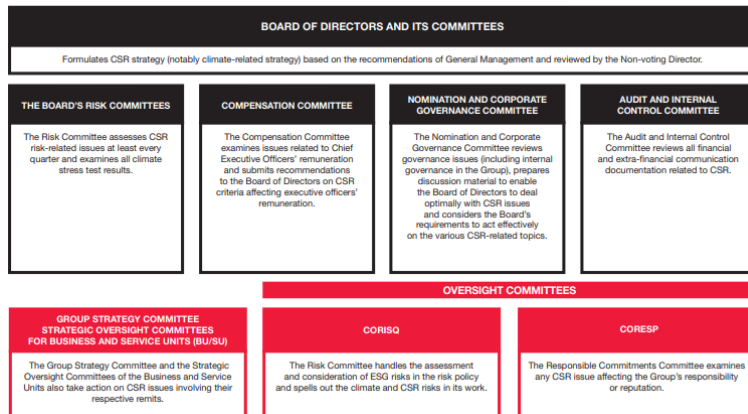 BOARD OF DIRECTORS AND ITS COMMITTEES
Formulates CSR strategy (notably climate-related strategy) based on the recommendations of General Management and reviewed by the Non-voting Director.
THE BOARD'S RISK COMMITTEES
The Risk Committee assesses CSR
risk-related issues at least every
quarter and examines all climate
stress test results.
COMPENSATION COMMITTEE
The Compensation Committee
examines issues related to Chief
Executive Officers' remuneration
and submits recommendations
to the Board of Directors on CSR
criteria affecting executive officers'
remuneration.
NOMINATION AND CORPORATE
GOVERNANCE COMMITTEE
The Nomination and Corporate
Governance Committee reviews
governance issues (including internal
governance in the Group), prepares
discussion material to enable
the Board of Directors to deal
optimally with CSR issues
and considers the Board's
requirements to act effectively
on the various CSR-related topics.
AUDIT AND INTERNAL
CONTROL COMMITTEE
The Audit and Internal Control
Committee reviews all financial
and extra-financial communication
documentation related to CSR.
OVERSIGHT COMMITTEES
GROUP STRATEGY COMMITTEE
STRATEGIC OVERSIGHT COMMITTEES
FOR BUSINESS AND SERVICE UNITS (BU/SU)
The Group Strategy Committee and the Strategic
Oversight Committees of the Business and Service
Units also take action on CSR issues involving their
respective remits.
CORISQ
The Risk Committee handles the assessment
and consideration of ESG risks in the risk policy
and spells out the climate and CSR risks in its work.
CORESP
The Responsible Commitments Committee examines
any CSR issue affecting the Group's responsibility
or reputation.